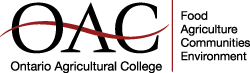 OAC
Ontario Agricultural College
Food
Agriculture
Communities
Environment